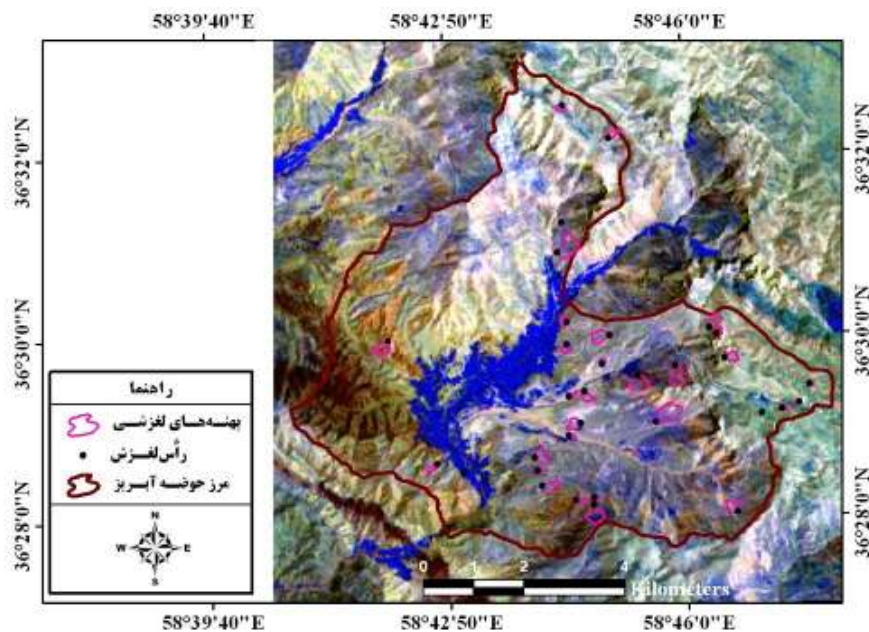 58°39'40"E 58°42'50"E 58°46'0"E
36°32'0"N 36°32'0"N
36°30'0"N 36°30'0"N
راهنما
پهنه‌های لغزشی
رأس‌لغزش
مرز حوضه آبریز
N
W E
S
36°28'0"N 36°28'0"N
0 1 2 4
Kilometers
58°39'40"E 58°42'50"E 58°46'0"E